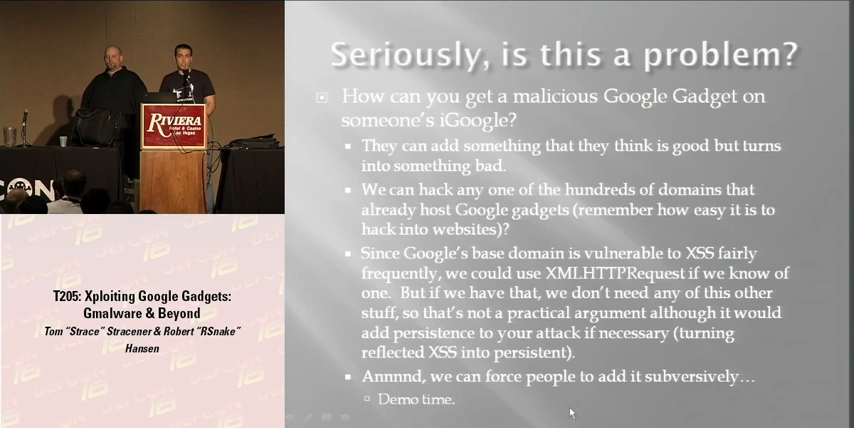 Seriously, is this a problem?
How can you get a malicious Google Gadget on
someone's iGoogle?
They can add something that they think is good but turns
into something bad.
We can hack any one of the hundreds of domains that
already host Google gadgets (remember how easy it is to
hack into websites)?
Since Google's base domain is vulnerable to XSS fairly
frequently, we could use XMLHTTPRequest if we know of
one. But if we have that, we don't need any of this other
stuff, so that's not a practical argument although it would
add persistence to your attack if necessary (turning
reflected XSS into persistent).
Annnnd, we can force people to add it subversively…
Demo time.
RIVIERA
Hotel & Casino
Las Vegas
CON
T205: Xploiting Google Gadgets:
Gmalware & Beyond
Tom "Strace" Stracener & Robert "RSnake"
Hansen